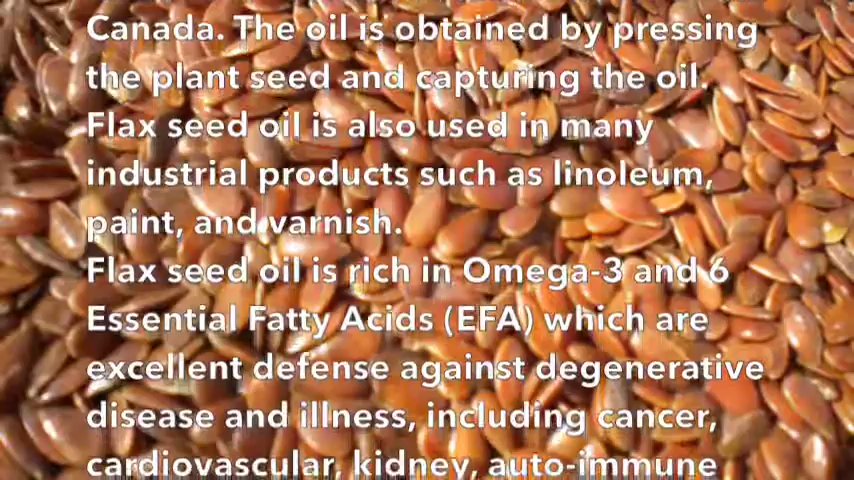 Canada. The oil is obtained by pressing
the plant seed and capturing the oil.
Flax seed oil is also used in many
industrial products such as linoleum,
paint, and varnish.
Flax seed oil is rich in Omega-3 and 6
Essential Fatty Acids (EFA) which are
excellent defense against degenerative
disease and illness, including cancer,
cardiovascular, kidney, auto-immune